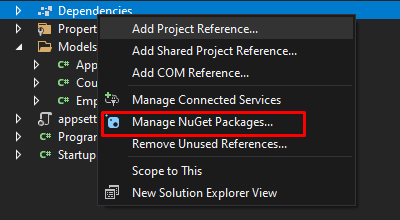 Dependencies
Add Project Reference...
Propert
Add Shared Project Reference...
Models
Add COM Reference...
C# App
C# Cou
Manage Connected Services
C# Emp
Manage NuGet Packages...
appsett
Remove Unused References...
C# Program
C# Startup
Scope to This
New Solution Explorer View